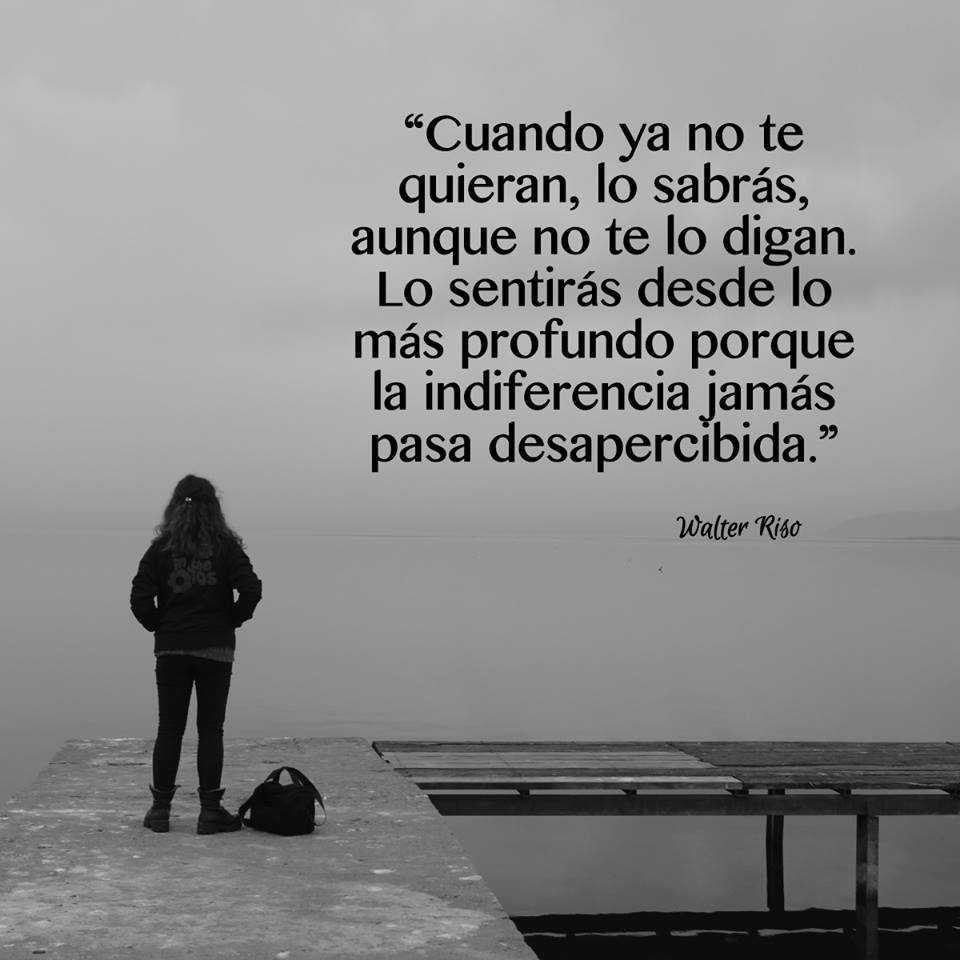 “Cuando ya no te
quieran, lo sabrás,
aunque no te lo digan.
Lo sentirás desde lo
más profundo porque
la indiferencia jamás
pasa desapercibida.”
Walter Riso